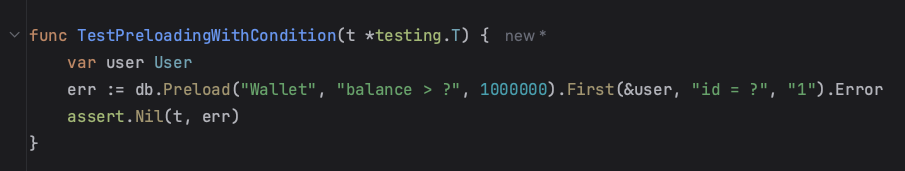 func TestPreloadingWithCondition(t *testing.T) { new *
    var user User
    err := db.Preload("Wallet", "balance > ?", 1000000).First(&user, "id = ?", "1").Error
    assert.Nil(t, err)
}